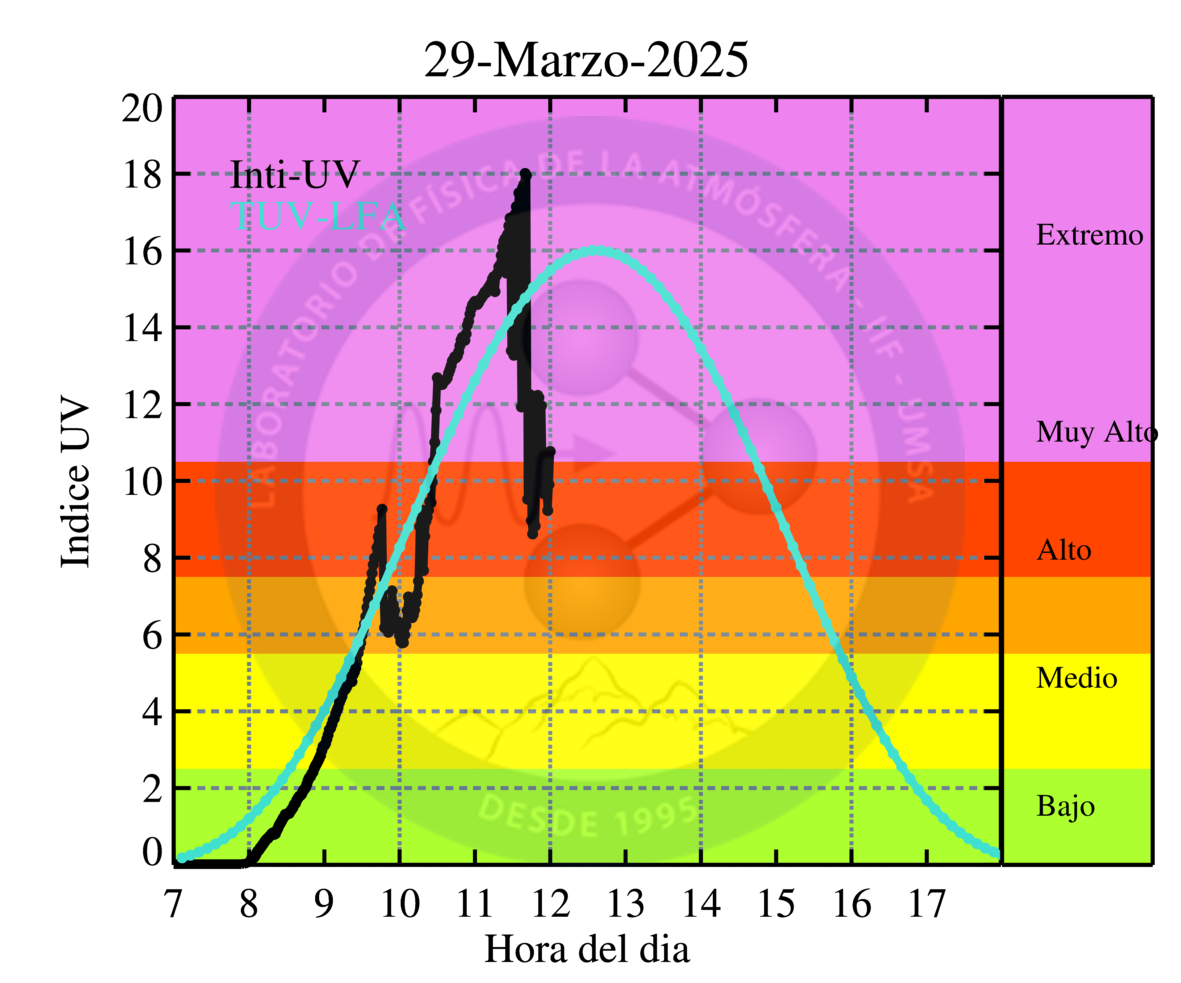 29-Marzo-2025
20
18
16
14
12
10
8
6
4
2
0
Indice UV
Inti-UV
TUV-LFA
LABORATORIO DE FÍSICA DE LA ATMÓSFERA - IIF - UMSA
DESDE 1995
Extremo
Muy Alto
Alto
Medio
Bajo
7 8 9 10 11 12 13 14 15 16 17
Hora del dia